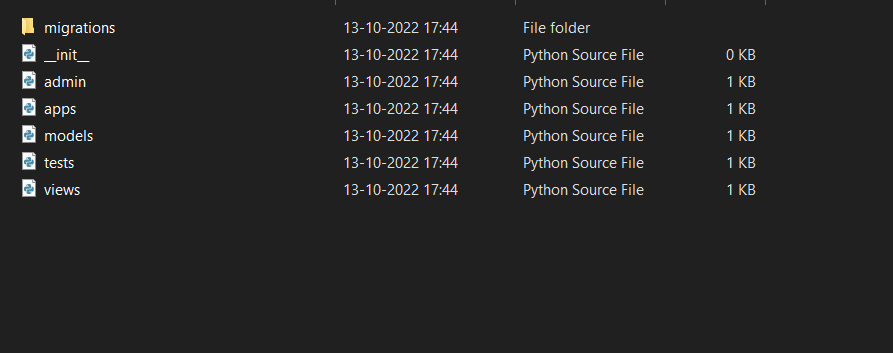 migrations 13-10-2022 17:44 File folder
__init__ 13-10-2022 17:44 Python Source File 0 KB
admin 13-10-2022 17:44 Python Source File 1 KB
apps 13-10-2022 17:44 Python Source File 1 KB
models 13-10-2022 17:44 Python Source File 1 KB
tests 13-10-2022 17:44 Python Source File 1 KB
views 13-10-2022 17:44 Python Source File 1 KB